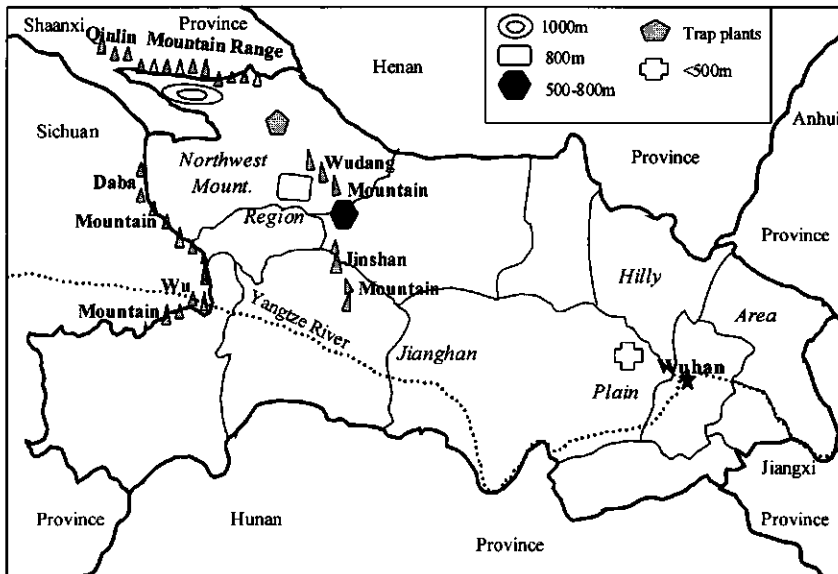 Shaanxi
Province
Qinlin
Mountain Range
Henan
1000m
Trap plants
800m
<500m
500-800m
Anhui
Sichuan
Northwest
Mount.
Wudang
Province
Daba
Mountain
Mountain
Region
Province
Jinshan
Hilly
Wu
Mountain
Mountain
Yangtze River
Area
Jianghan
Wuhan
Plain
Jiangxi
Province
Hunan
Province
Province